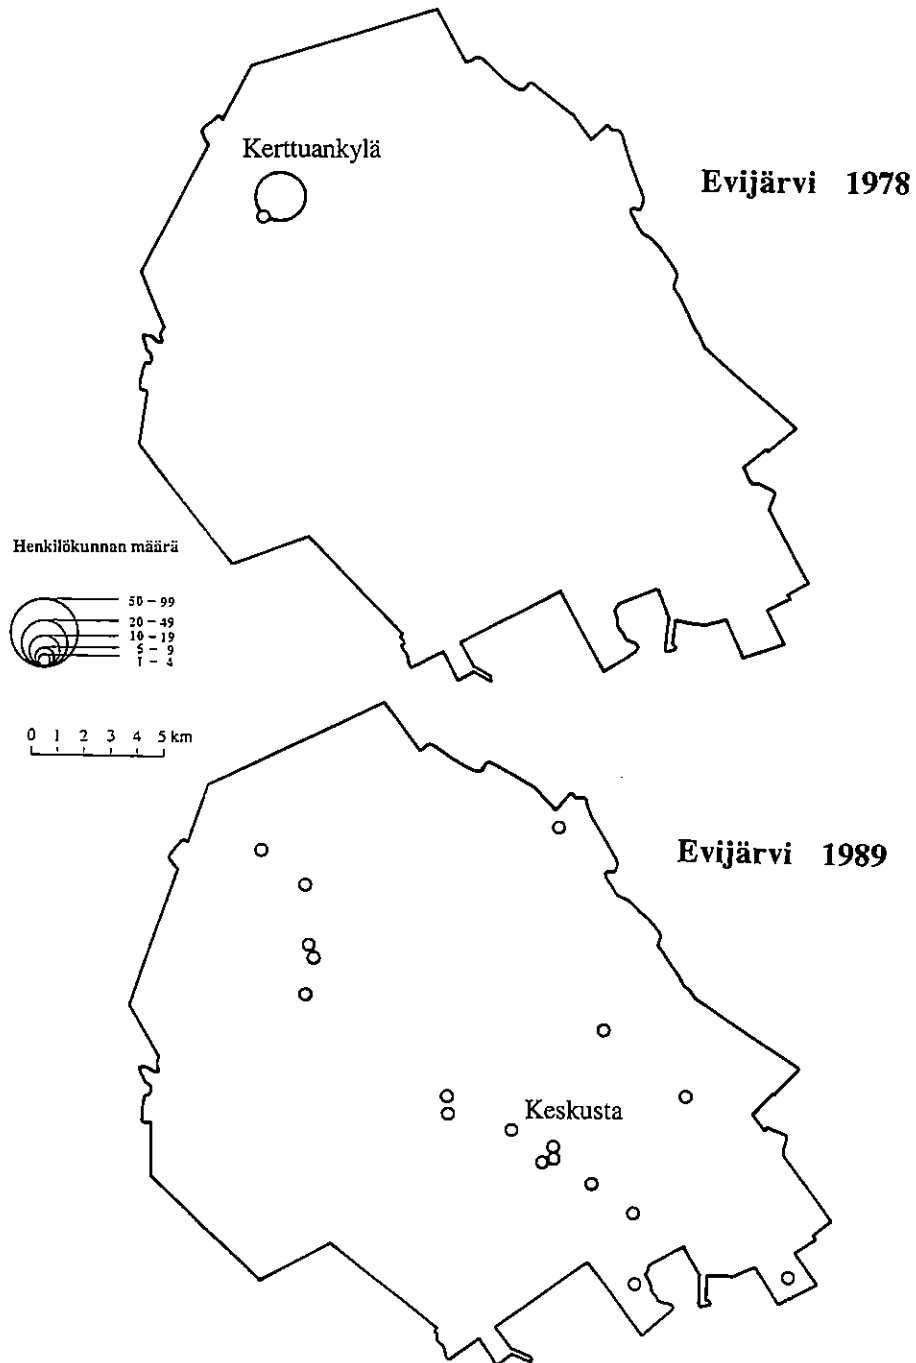 Kerttuankylä
Evijärvi 1978
Henkilökunnan määrä
50 - 99
20 - 49
10 - 19
5 - 9
1 - 4
0 1 2 3 4 5 km
Evijärvi 1989
Keskusta